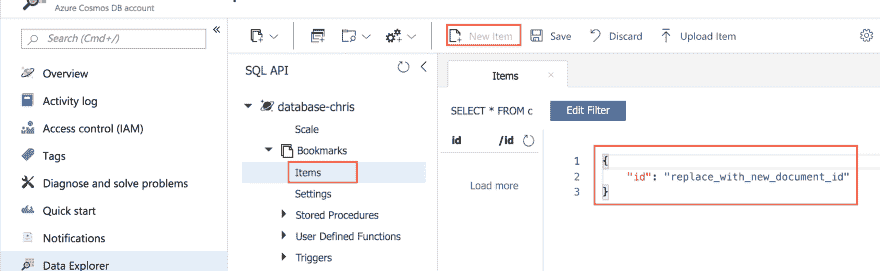 Azure Cosmos DB account
Search (Cmd+/)
Overview
Activity log
Access control (IAM)
Tags
Diagnose and solve problems
Quick start
Notifications
Data Explorer
New Item
Save
Discard
Upload Item
SQL API
database-chris
Scale
Bookmarks
Items
Settings
Stored Procedures
User Defined Functions
Triggers
Items
SELECT * FROM c
Edit Filter
id /id
Load more
1 {
2 "id": "replace_with_new_document_id"
3 }